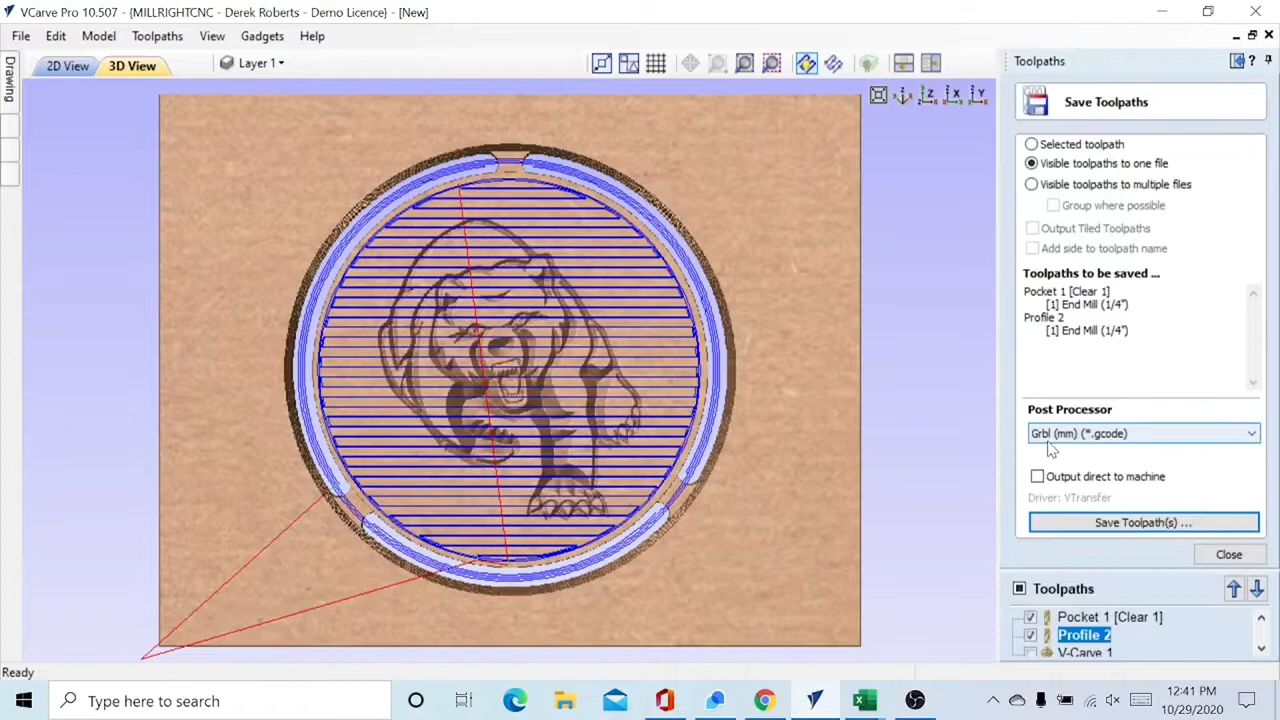 VCarve Pro 10.507 - {MILLRIGHTCNC - Derek Roberts - Demo Licence} - [New]
File Edit Model Toolpaths View Gadgets Help
Drawing
2D View 3D View Layer 1
Z X Y
Toolpaths
Save Toolpaths
Selected toolpath
Visible toolpaths to one file
Visible toolpaths to multiple files
Group where possible
Output Tiled Toolpaths
Add side to toolpath name
Toolpaths to be saved ...
Pocket 1 [Clear 1]
[1] End Mill (1/4")
Profile 2
[1] End Mill (1/4")
Post Processor
Grbl (mm) (*.gcode)
Output direct to machine
Driver: VTransfer
Save Toolpath(s) ...
Close
Toolpaths
Pocket 1 [Clear 1]
Profile 2
V-Carve 1
Ready
Type here to search
12:41 PM
10/29/2020